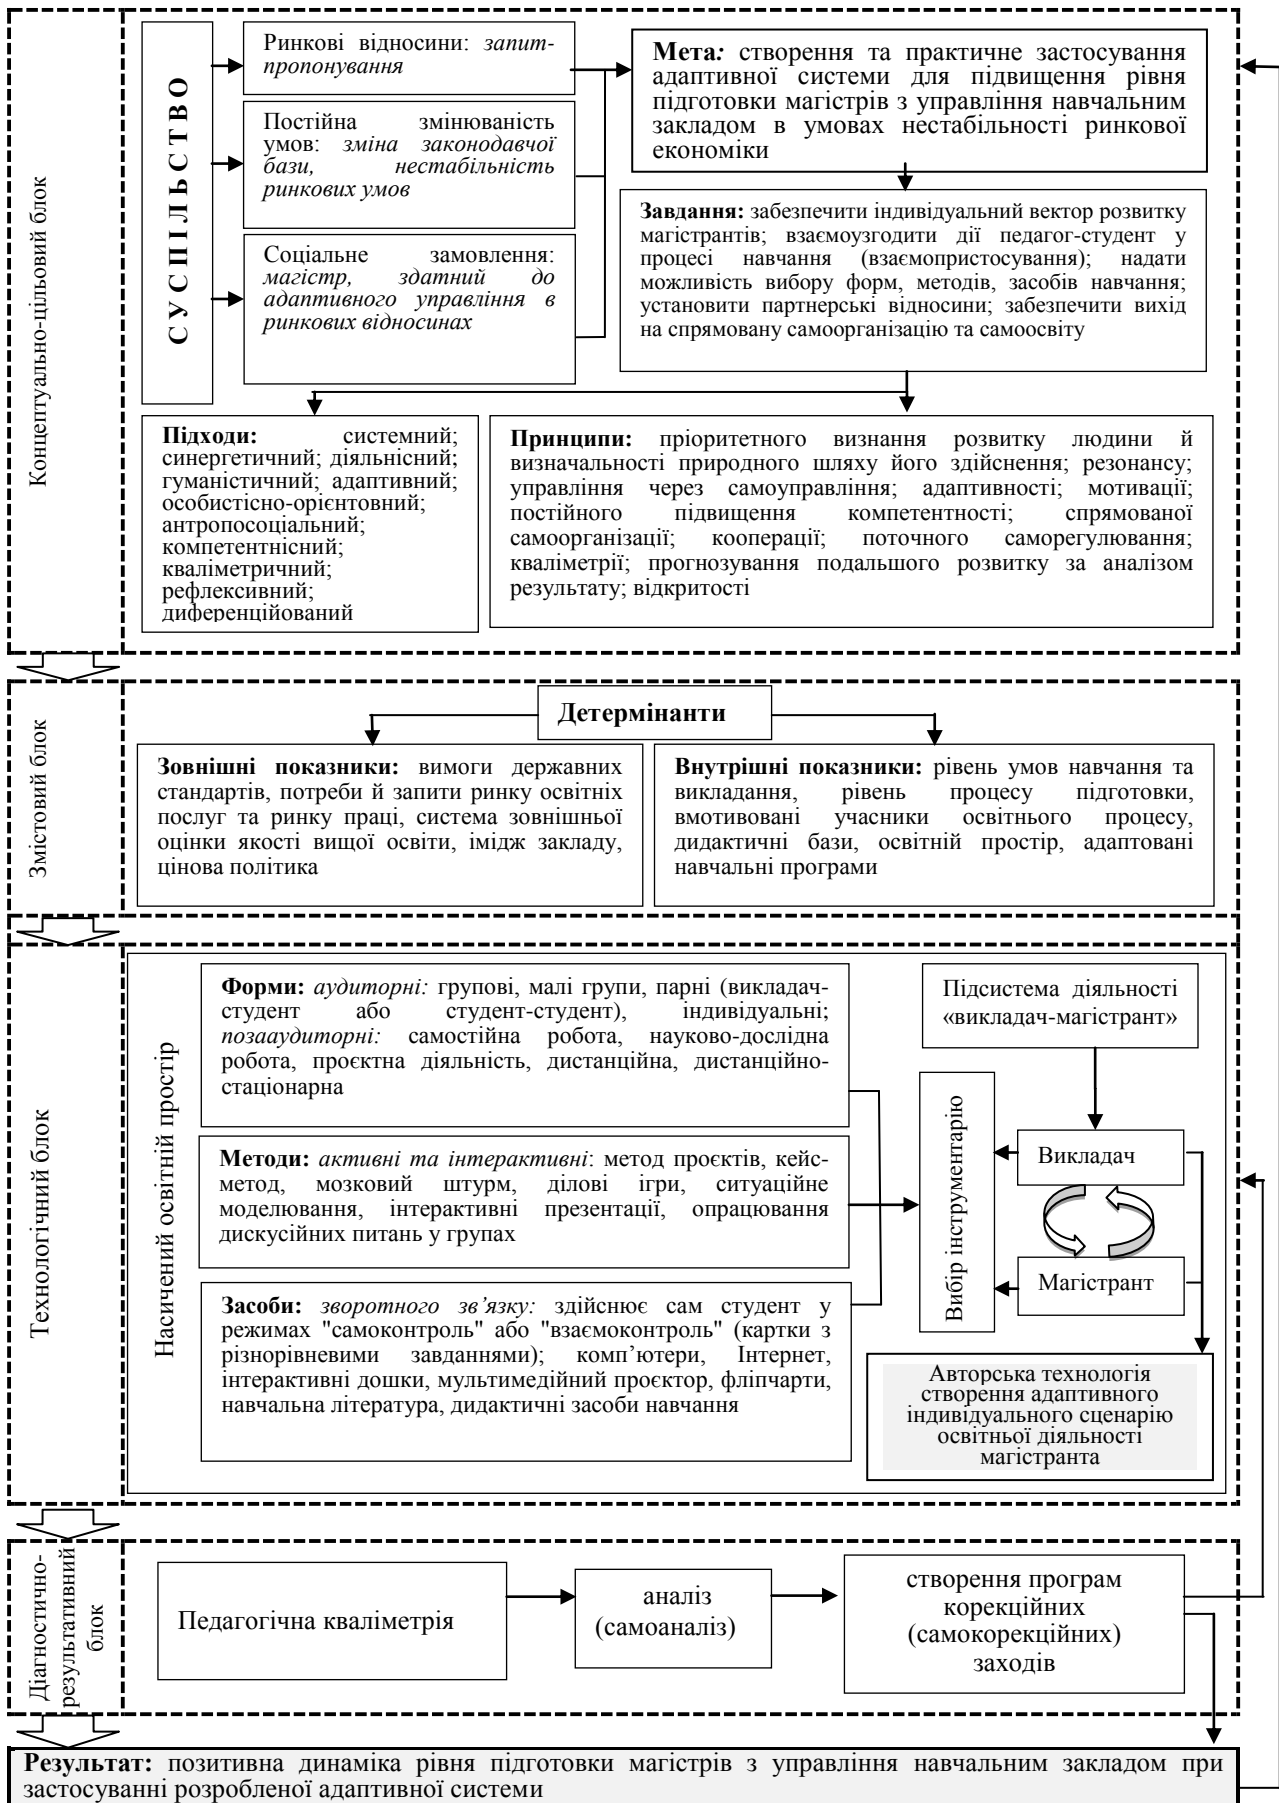 Концептуально-цільовий блок
СУСПІЛЬСТВО
Ринкові відносини: запит-
пропонування
Постійна змінюваність
умов: зміна законодавчої
бази, нестабільність
ринкових умов
Соціальне замовлення:
магістр, здатний до
адаптивного управління в
ринкових відносинах
Мета: створення та практичне застосування
адаптивної системи для підвищення рівня
підготовки магістрів з управління навчальним
закладом в умовах нестабільності ринкової
економіки
Завдання: забезпечити індивідуальний вектор розвитку
магістрантів; взаємоузгодити дії педагог-студент у
процесі навчання (взаємопристосування); надати
можливість вибору форм, методів, засобів навчання;
установити партнерські відносини; забезпечити вихід
на спрямовану самоорганізацію та самоосвіту
Підходи: системний;
синергетичний; діяльнісний;
гуманістичний; адаптивний;
особистісно-орієнтовний;
антропосоціальний;
компетентнісний;
кваліметричний;
рефлексивний;
диференційований
Принципи: пріоритетного визнання розвитку людини й
визначальності природного шляху його здійснення; резонансу;
управління через самоуправління; адаптивності; мотивації;
постійного підвищення компетентності; спрямованої
самоорганізації; кооперації; поточного саморегулювання;
кваліметрії; прогнозування подальшого розвитку за аналізом
результату; відкритості
Змістовий блок
Детермінанти
Зовнішні показники: вимоги державних
стандартів, потреби й запити ринку освітніх
послуг та ринку праці, система зовнішньої
оцінки якості вищої освіти, імідж закладу,
цінова політика
Внутрішні показники: рівень умов навчання та
викладання, рівень процесу підготовки,
вмотивовані учасники освітнього процесу,
дидактичні бази, освітній простір, адаптовані
навчальні програми
Технологічний блок
Насичений освітній простір
Форми: аудиторні: групові, малі групи, парні (викладач-
студент або студент-студент), індивідуальні;
позааудиторні: самостійна робота, науково-дослідна
робота, проєктна діяльність, дистанційна, дистанційно-
стаціонарна
Методи: активні та інтерактивні: метод проєктів, кейс-
метод, мозковий штурм, ділові ігри, ситуаційне
моделювання, інтерактивні презентації, опрацювання
дискусійних питань у групах
Засоби: зворотного зв’язку: здійснює сам студент у
режимах "самоконтроль" або "взаємоконтроль" (картки з
різнорівневими завданнями); комп’ютери, Інтернет,
інтерактивні дошки, мультимедійний проєктор, фліпчарти,
навчальна література, дидактичні засоби навчання
Вибір інструментарію
Підсистема діяльності
«викладач-магістрант»
Викладач
Магістрант
Авторська технологія
створення адаптивного
індивідуального сценарію
освітньої діяльності
магістранта
Діагностично-
результативний
блок
Педагогічна кваліметрія
аналіз
(самоаналіз)
створення програм
корекційних
(самокорекційних)
заходів
Результат: позитивна динаміка рівня підготовки магістрів з управління навчальним закладом при
застосуванні розробленої адаптивної системи